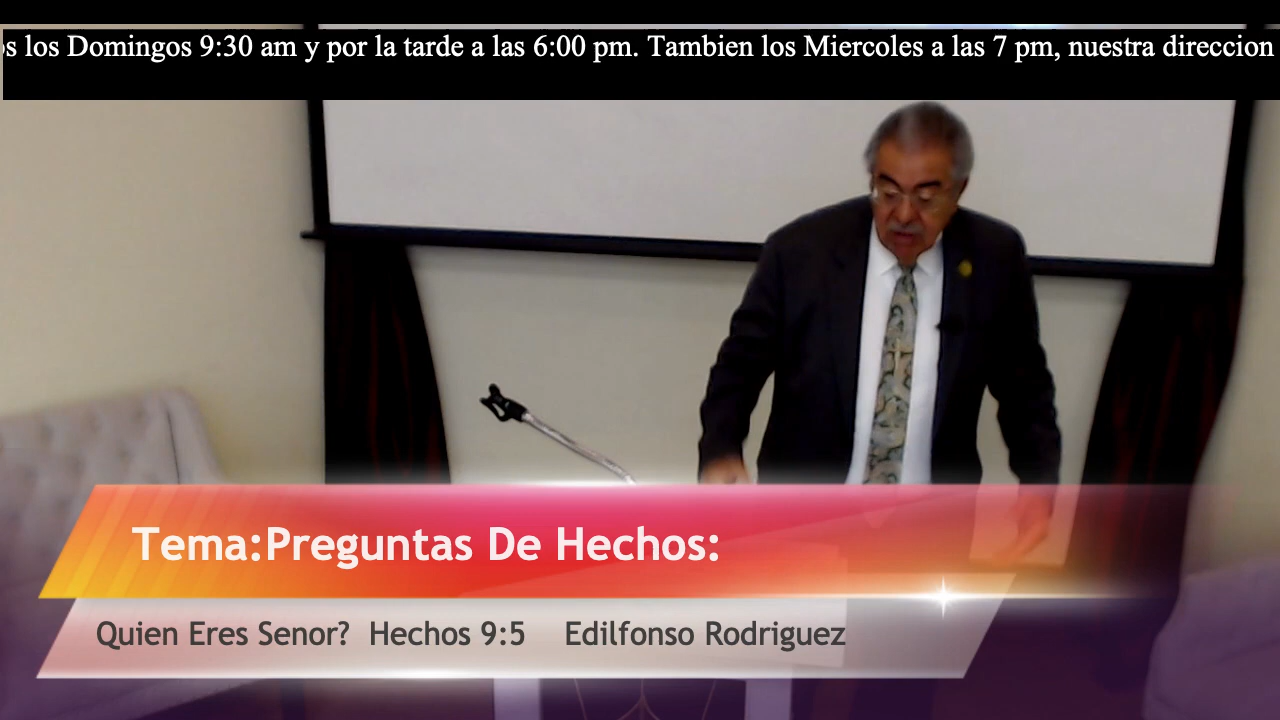 los Domingos 9:30 am y por la tarde a las 6:00 pm. Tambien los Miercoles a las 7 pm, nuestra direccion
Tema:Preguntas De Hechos:
Quien Eres Senor? Hechos 9:5 Edilfonso Rodriguez